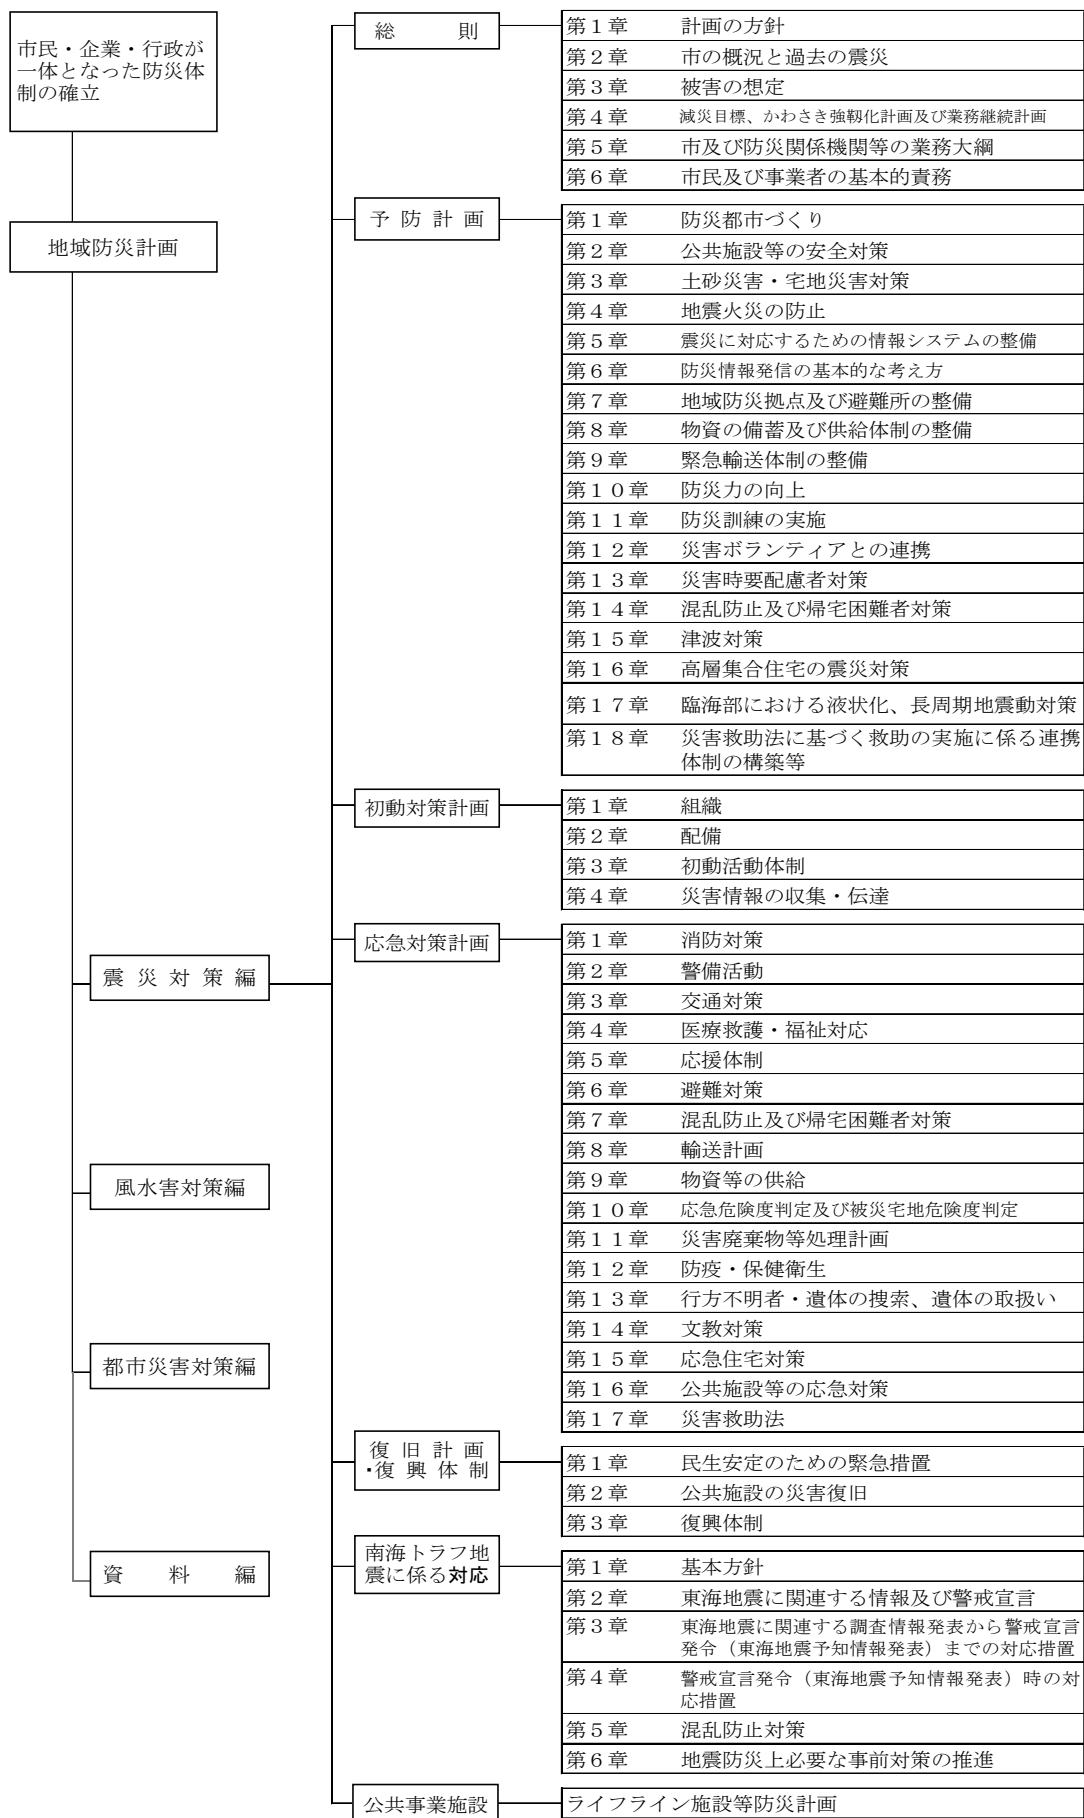 市民・企業・行政が
一体となった防災体
制の確立
地域防災計画
震災対策編
風水害対策編
都市災害対策編
資料編
総則
第1章 計画の方針
第2章 市の概況と過去の震災
第3章 被害の想定
第4章 減災目標、かわさき強靱化計画及び業務継続計画
第5章 市及び防災関係機関等の業務大綱
第6章 市民及び事業者の基本的責務
予防計画
第1章 防災都市づくり
第2章 公共施設等の安全対策
第3章 土砂災害・宅地災害対策
第4章 地震火災の防止
第5章 震災に対応するための情報システムの整備
第6章 防災情報発信の基本的な考え方
第7章 地域防災拠点及び避難所の整備
第8章 物資の備蓄及び供給体制の整備
第9章 緊急輸送体制の整備
第10章 防災力の向上
第11章 防災訓練の実施
第12章 災害ボランティアとの連携
第13章 災害時要配慮者対策
第14章 混乱防止及び帰宅困難者対策
第15章 津波対策
第16章 高層集合住宅の震災対策
第17章 臨海部における液状化、長周期地震動対策
第18章 災害救助法に基づく救助の実施に係る連携
体制の構築等
初動対策計画
第1章 組織
第2章 配備
第3章 初動活動体制
第4章 災害情報の収集・伝達
応急対策計画
第1章 消防対策
第2章 警備活動
第3章 交通対策
第4章 医療救護・福祉対応
第5章 応援体制
第6章 避難対策
第7章 混乱防止及び帰宅困難者対策
第8章 輸送計画
第9章 物資等の供給
第10章 応急危険度判定及び被災宅地危険度判定
第11章 災害廃棄物等処理計画
第12章 防疫・保健衛生
第13章 行方不明者・遺体の捜索、遺体の取扱い
第14章 文教対策
第15章 応急住宅対策
第16章 公共施設等の応急対策
第17章 災害救助法
復旧計画
・復興体制
第1章 民生安定のための緊急措置
第2章 公共施設の災害復旧
第3章 復興体制
南海トラフ地
震に係る対応
第1章 基本方針
第2章 東海地震に関連する情報及び警戒宣言
第3章 東海地震に関連する調査情報発表から警戒宣言
発令（東海地震予知情報発表）までの対応措置
第4章 警戒宣言発令（東海地震予知情報発表）時の対
応措置
第5章 混乱防止対策
第6章 地震防災上必要な事前対策の推進
公共事業施設
ライフライン施設等防災計画